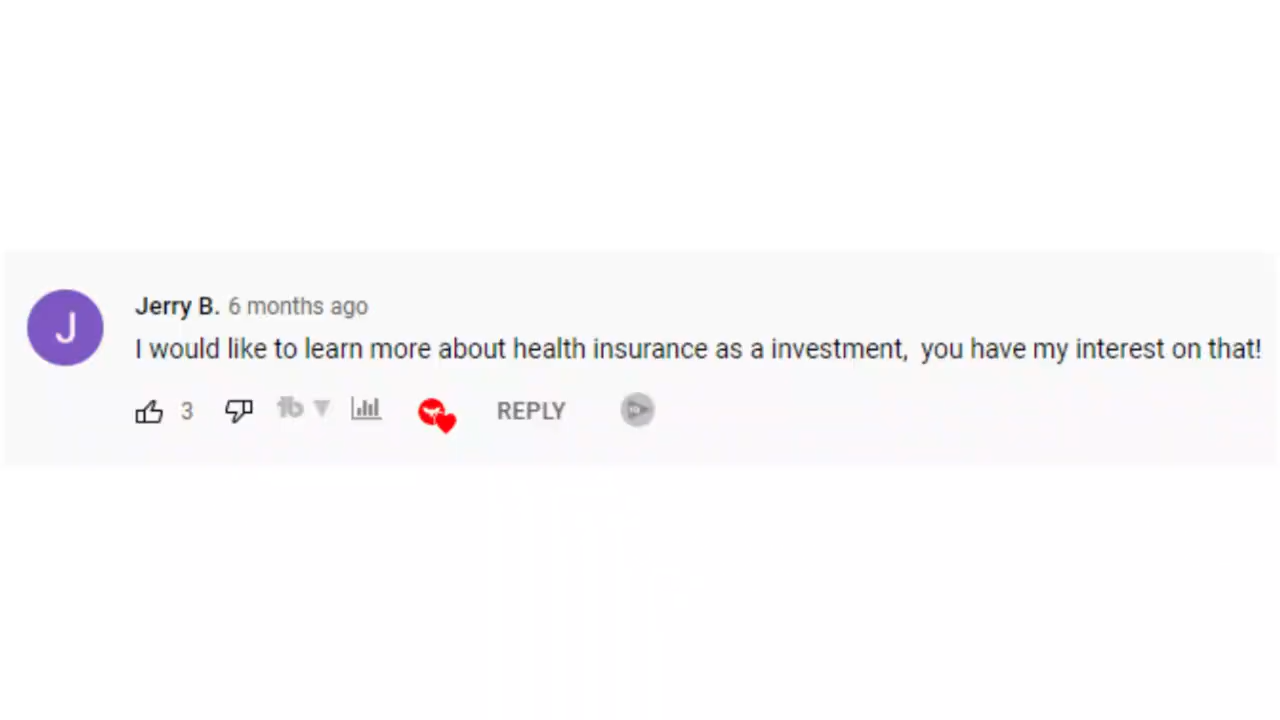 J
Jerry B. 6 months ago
I would like to learn more about health insurance as a investment, you have my interest on that!
3 REPLY